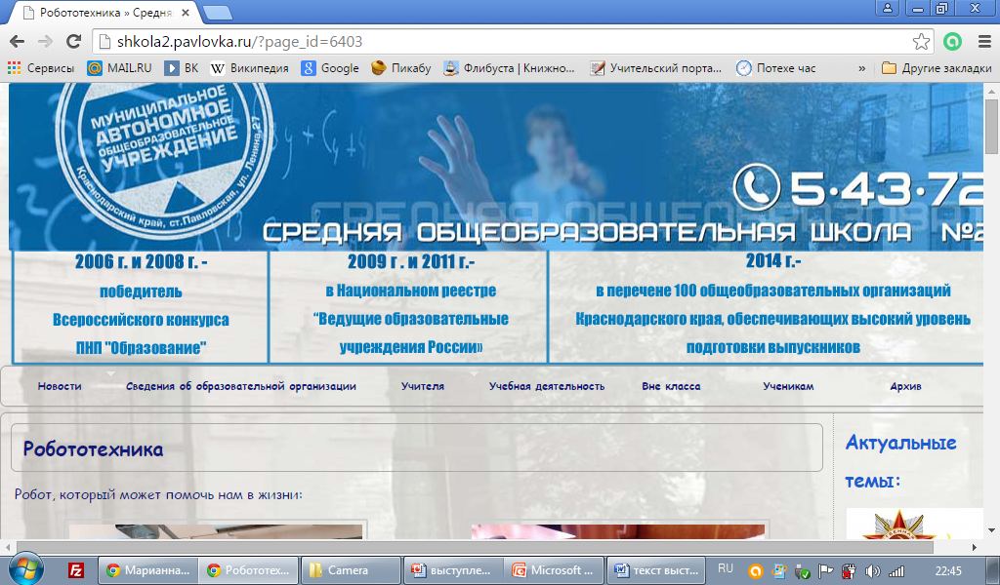 Робототехника » Средня
shkola2.pavlovka.ru/?page_id=6403
Сервисы MAIL.RU ВК Википедия Google Пикабу Флибуста | Книжно... Учительский порта... Потехе час » Другие закладки
МУНИЦИПАЛЬНОЕ
АВТОНОМНОЕ
ОБЩЕОБРАЗОВАТЕЛЬНОЕ
УЧРЕЖДЕНИЕ
Краснодарский край, ст.Павловская, ул. Ленина,27
5-43-72
СРЕДНЯЯ ОБЩЕОБРАЗОВАТЕЛЬНАЯ ШКОЛА №2
2006 г. и 2008 г. -
победитель
Всероссийского конкурса
ПНП "Образование"
2009 г . и 2011 г.-
в Национальном реестре
“Ведущие образовательные
учреждения России»
2014 г.-
в перечене 100 общеобразовательных организаций
Краснодарского края, обеспечивающих высокий уровень
подготовки выпускников
Новости Сведения об образовательной организации Учителя Учебная деятельность Вне класса Ученикам Архив
Робототехника
Робот, который может помочь нам в жизни:
Актуальные
темы:
Марианна... Робототех... Camera выступле... Microsoft ... текст выст... RU 22:45